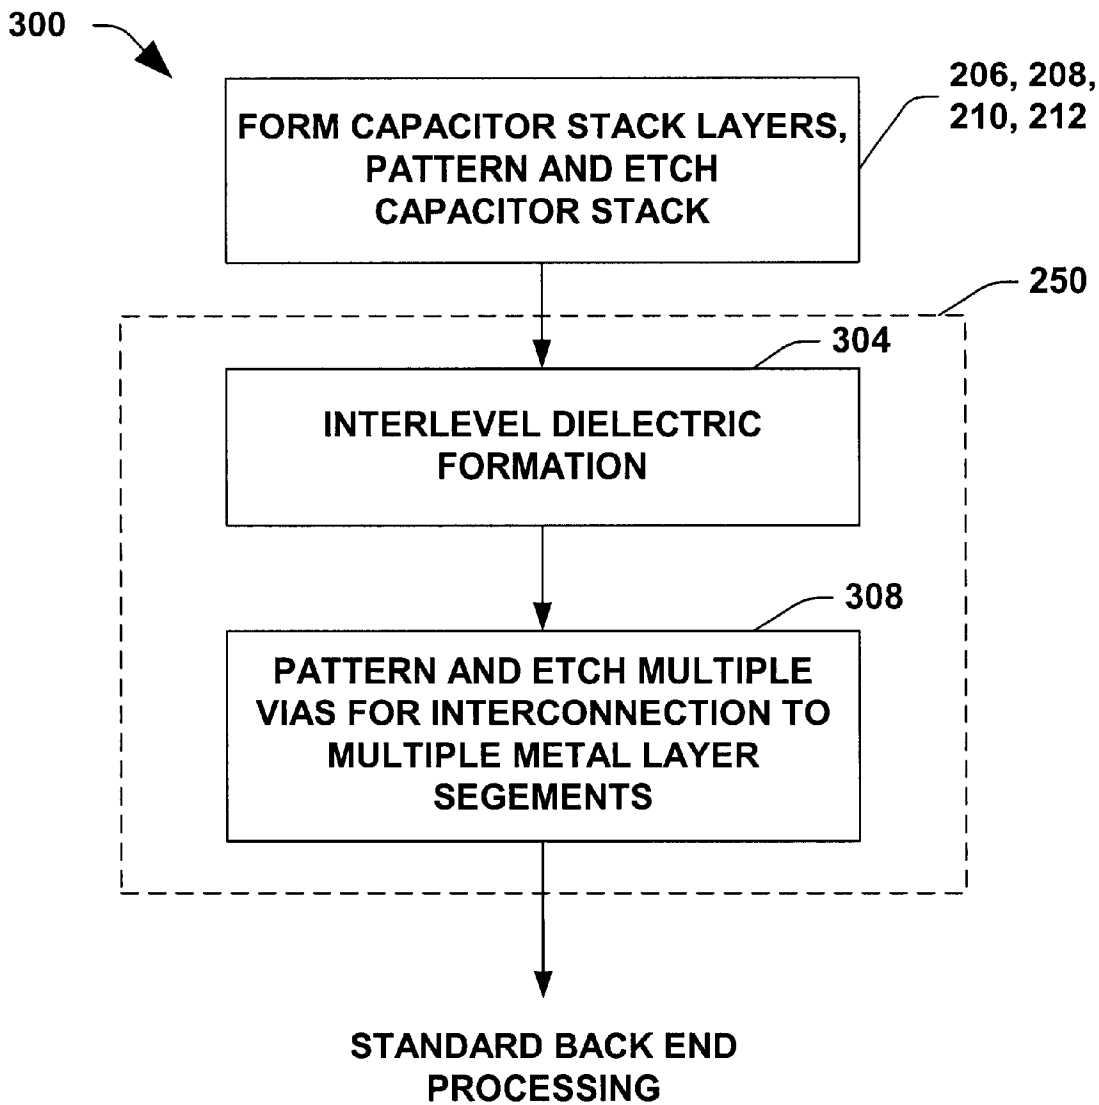 300
206, 208,
210, 212
FORM CAPACITOR STACK LAYERS,
PATTERN AND ETCH
CAPACITOR STACK
250
304
INTERLEVEL DIELECTRIC
FORMATION
308
PATTERN AND ETCH MULTIPLE
VIAS FOR INTERCONNECTION TO
MULTIPLE METAL LAYER
SEGEMENTS
STANDARD BACK END
PROCESSING